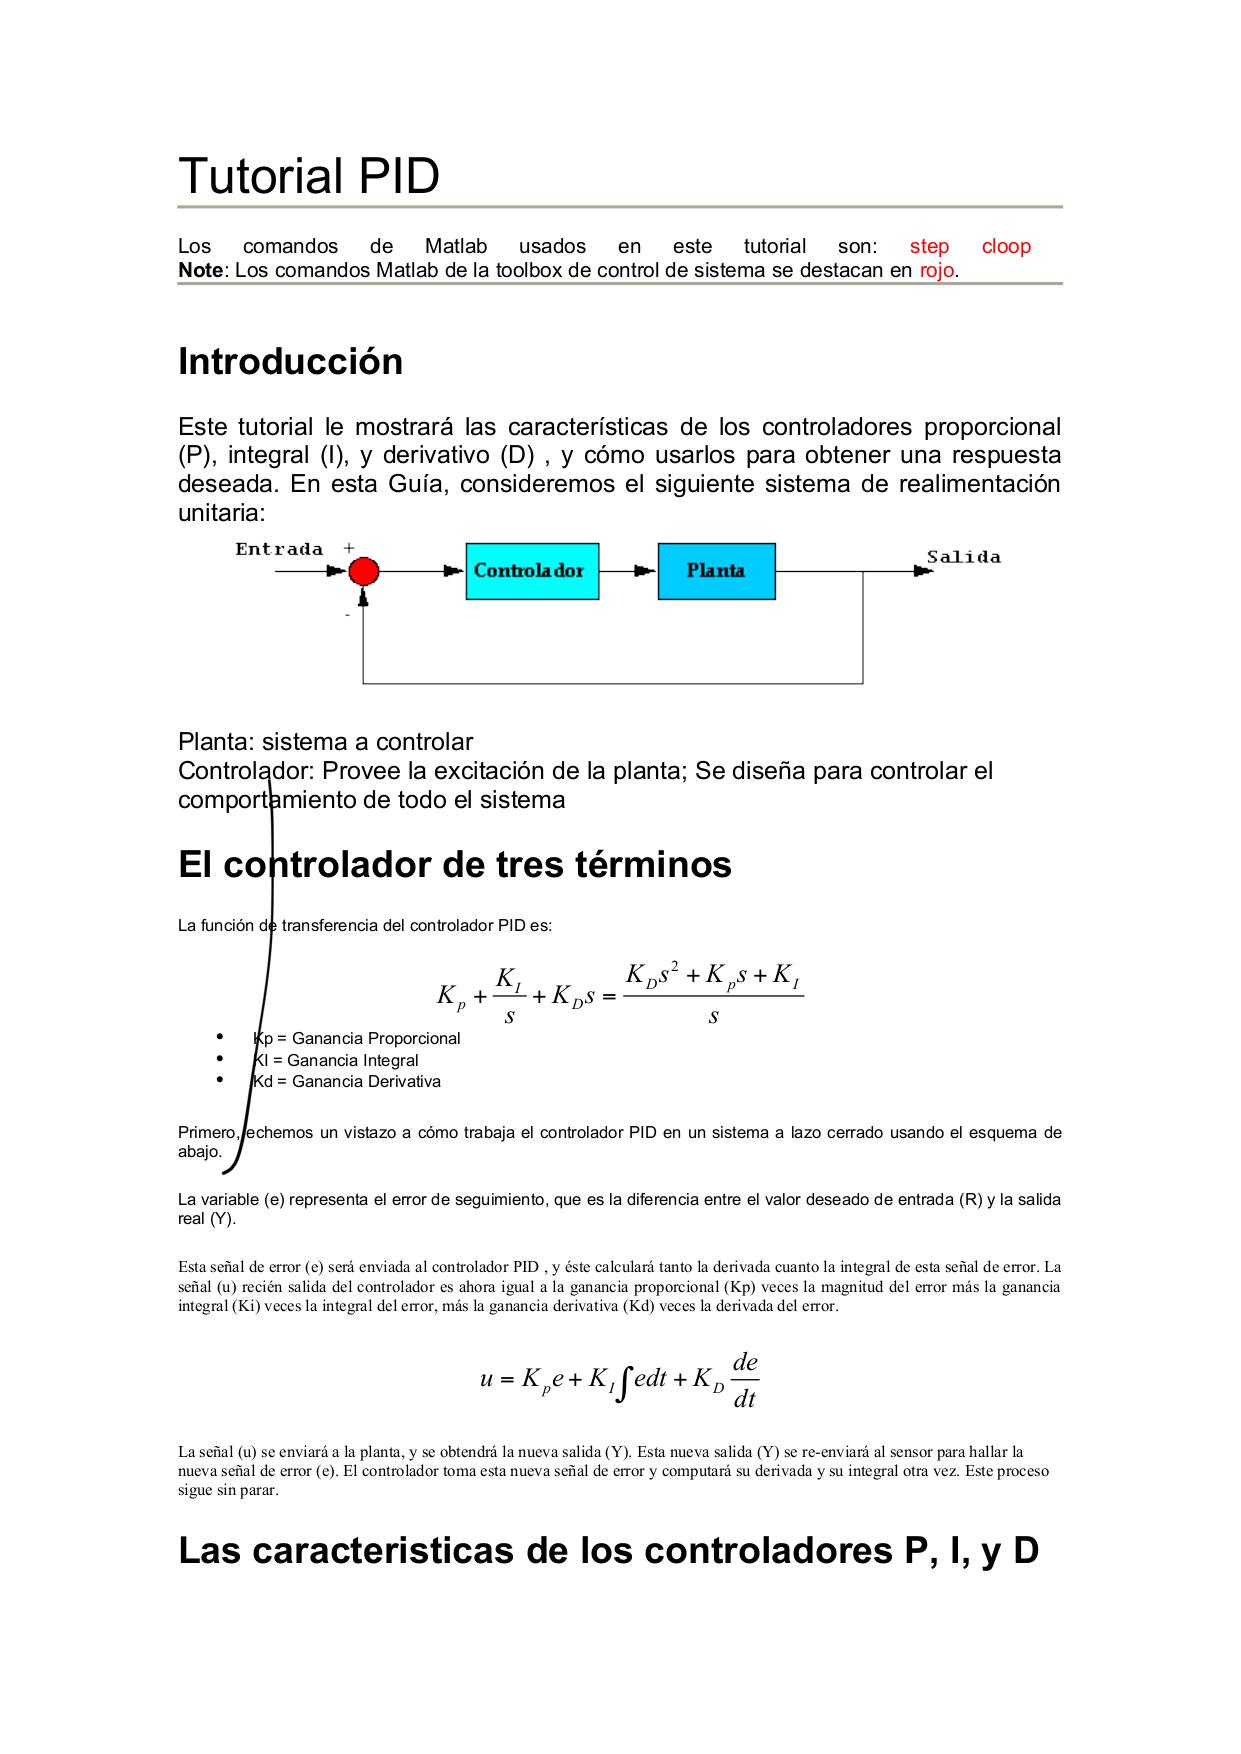 Tutorial PID
Los comandos de Matlab usados en este tutorial son: step cloop
Note: Los comandos Matlab de la toolbox de control de sistema se destacan en rojo.
Introducción
Este tutorial le mostrará las características de los controladores proporcional
(P), integral (I), y derivativo (D) , y cómo usarlos para obtener una respuesta
deseada. En esta Guía, consideremos el siguiente sistema de realimentación
unitaria:
Entrada + Controlador Planta Salida
-
Planta: sistema a controlar
Controlador: Provee la excitación de la planta; Se diseña para controlar el
comportamiento de todo el sistema
El controlador de tres términos
La función de transferencia del controlador PID es:
K_p + K_I/s + K_D s = (K_D s² + K_p s + K_I)/s
• Kp = Ganancia Proporcional
• KI = Ganancia Integral
• Kd = Ganancia Derivativa
Primero, echemos un vistazo a cómo trabaja el controlador PID en un sistema a lazo cerrado usando el esquema de
abajo.
La variable (e) representa el error de seguimiento, que es la diferencia entre el valor deseado de entrada (R) y la salida
real (Y).
Esta señal de error (e) será enviada al controlador PID , y éste calculará tanto la derivada cuanto la integral de esta señal de error. La
señal (u) recién salida del controlador es ahora igual a la ganancia proporcional (Kp) veces la magnitud del error más la ganancia
integral (Ki) veces la integral del error, más la ganancia derivativa (Kd) veces la derivada del error.
u = K_p e + K_I ∫ edt + K_D de/dt
La señal (u) se enviará a la planta, y se obtendrá la nueva salida (Y). Esta nueva salida (Y) se re-enviará al sensor para hallar la
nueva señal de error (e). El controlador toma esta nueva señal de error y computará su derivada y su integral otra vez. Este proceso
sigue sin parar.
Las caracteristicas de los controladores P, I, y D